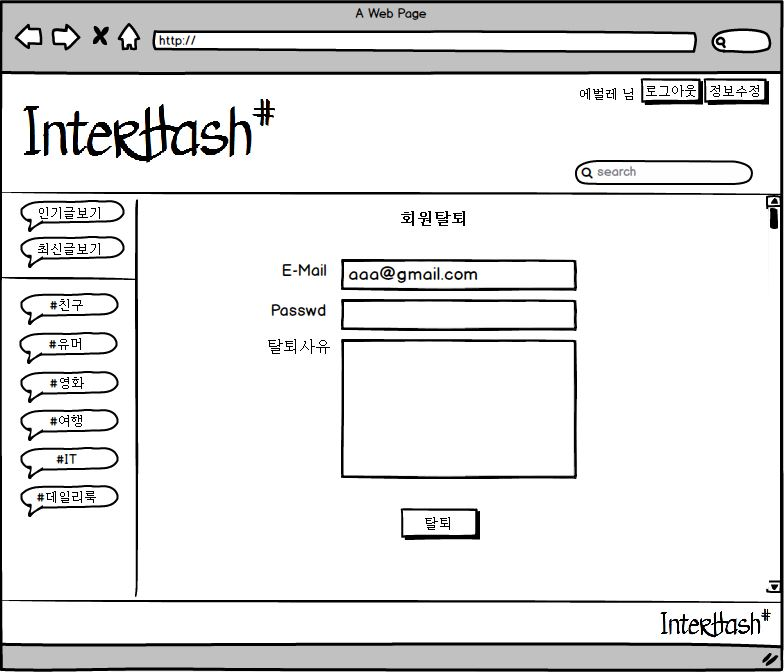 A Web Page
http://
에벌레 님 로그아웃 정보수정
InterHash#
search
인기글보기
최신글보기
#친구
#유머
#영화
#여행
#IT
#데일리룩
회원탈퇴
E-Mail aaa@gmail.com
Passwd
탈퇴사유
탈퇴
InterHash#